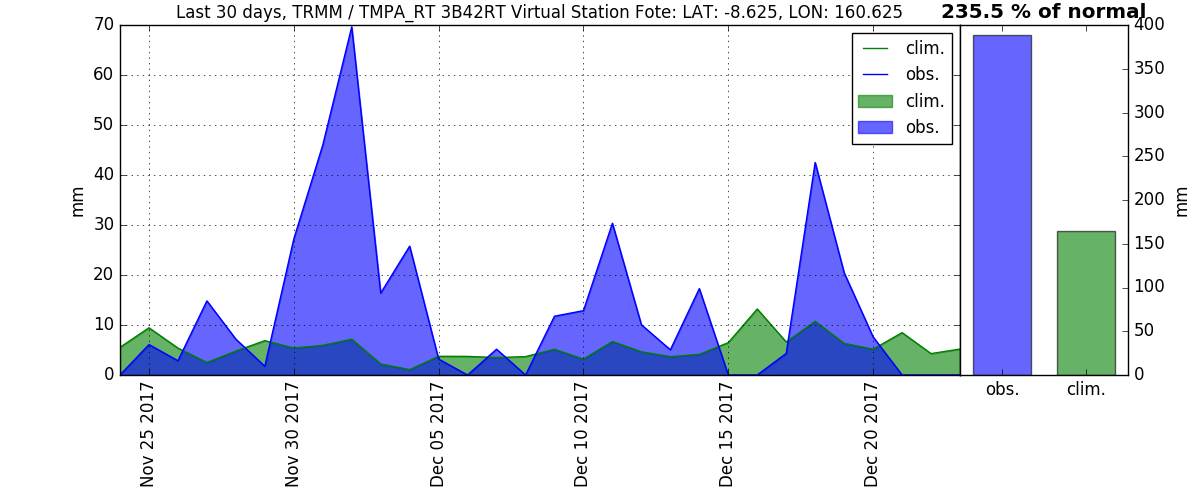 Last 30 days, TRMM / TMPA_RT 3B42RT Virtual Station Fote: LAT: -8.625, LON: 160.625
235.5 % of normal
70
60
50
40
30
20
10
0
mm
clim.
obs.
clim.
obs.
400
350
300
250
200
150
100
50
0
mm
Nov 25 2017
Nov 30 2017
Dec 05 2017
Dec 10 2017
Dec 15 2017
Dec 20 2017
obs.
clim.